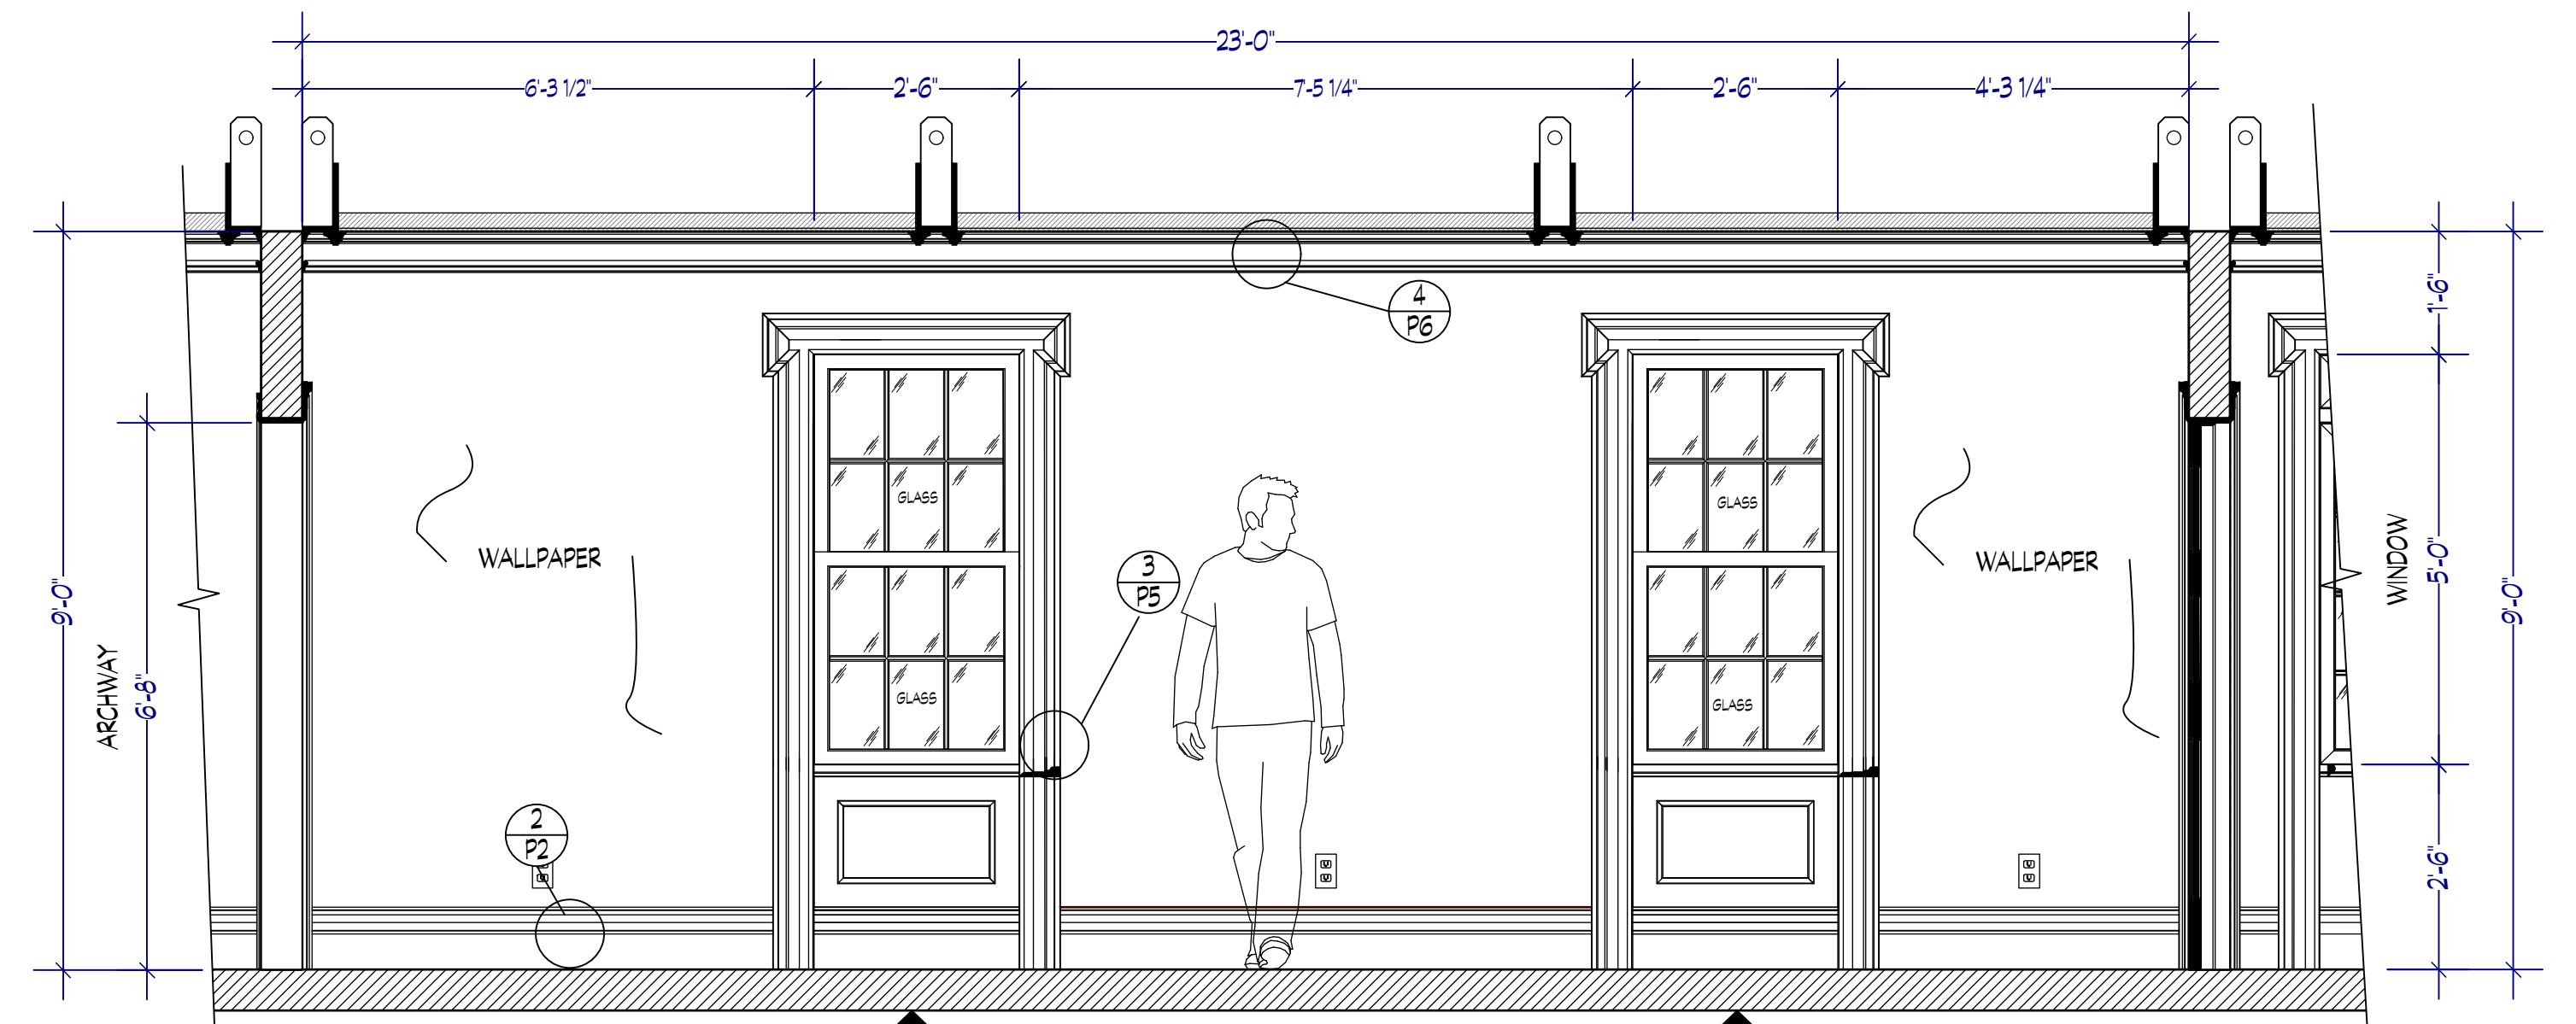 23'-0"
6'-3 1/2"
2'-6"
7'-5 1/4"
2'-6"
4'-3 1/4"
1'-6"
4
P6
GLASS
GLASS
WALLPAPER
WALLPAPER
WINDOW
5'-0"
9'-0"
9'-0"
3
P5
ARCHWAY
6'-8"
GLASS
GLASS
2
P2
2'-6"